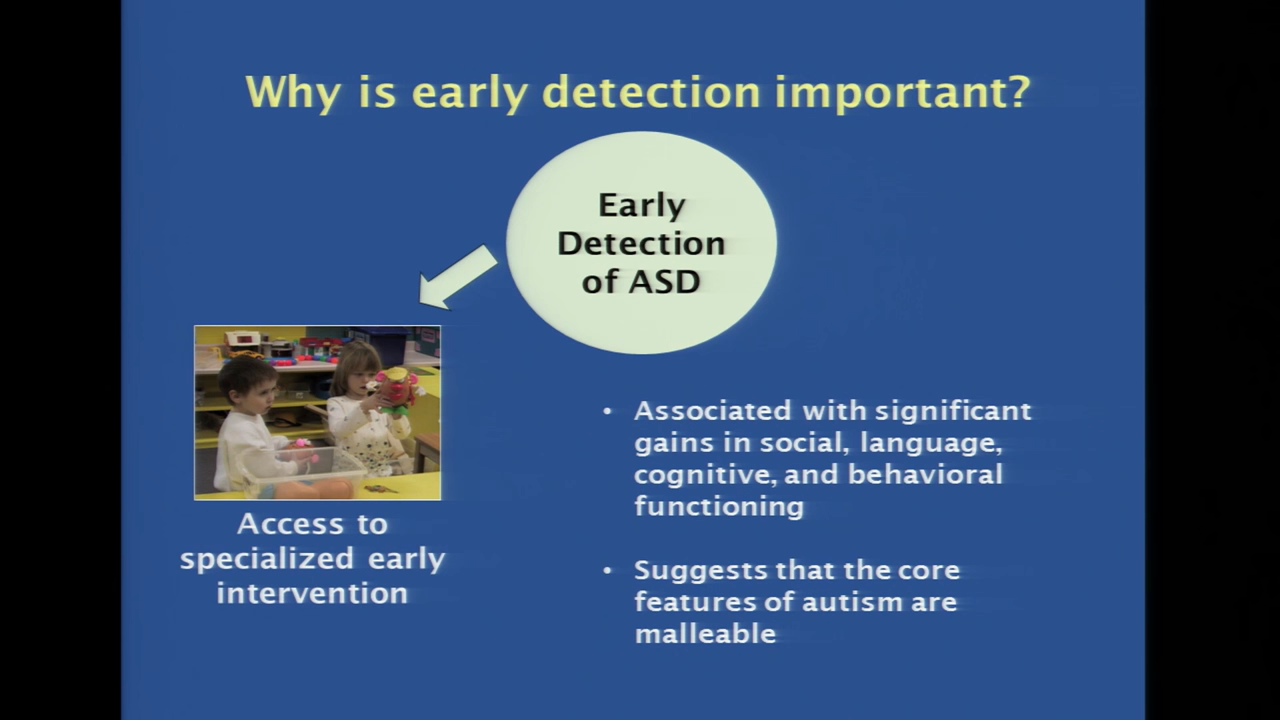 Why is early detection important?
Early
Detection
of ASD
Access to
specialized early
intervention
• Associated with significant
gains in social, language,
cognitive, and behavioral
functioning
• Suggests that the core
features of autism are
malleable